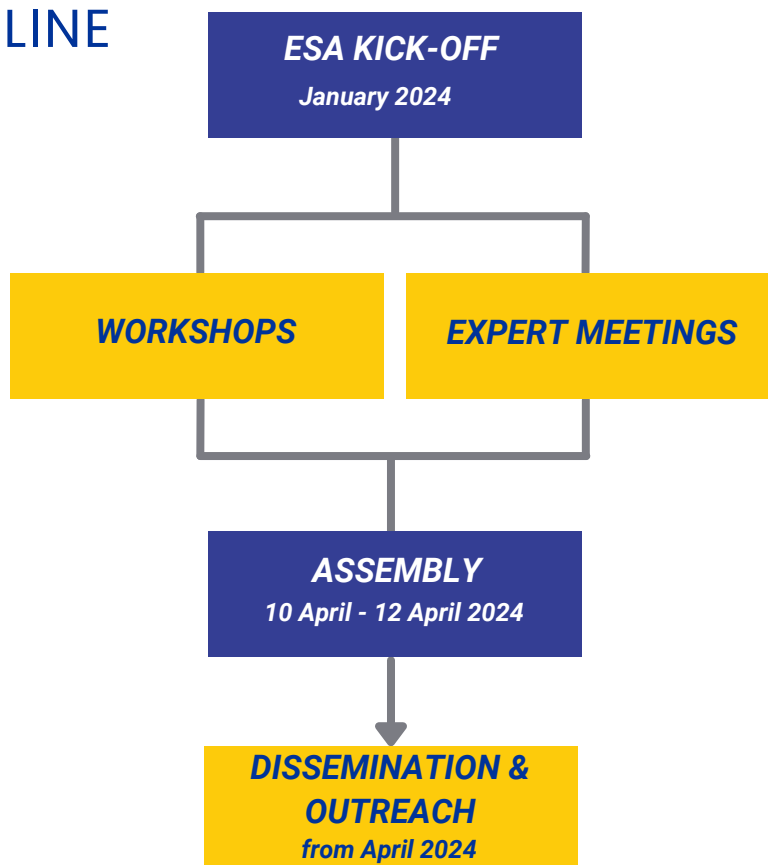 LINE
ESA KICK-OFF
January 2024
WORKSHOPS
EXPERT MEETINGS
ASSEMBLY
10 April - 12 April 2024
DISSEMINATION &
OUTREACH
from April 2024